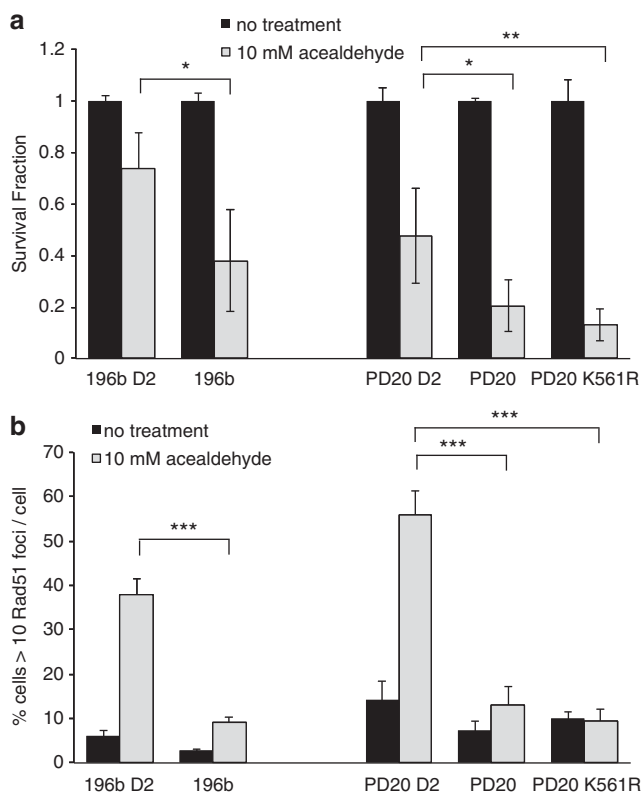 a
no treatment
10 mM acealdehyde
1.2
1
0.8
0.6
0.4
0.2
0
Survival Fraction
*
*
**
196b D2 196b PD20 D2 PD20 PD20 K561R
b
no treatment
10 mM acealdehyde
70
60
50
40
30
20
10
0
% cells > 10 Rad51 foci / cell
***
***
***
196b D2 196b PD20 D2 PD20 PD20 K561R